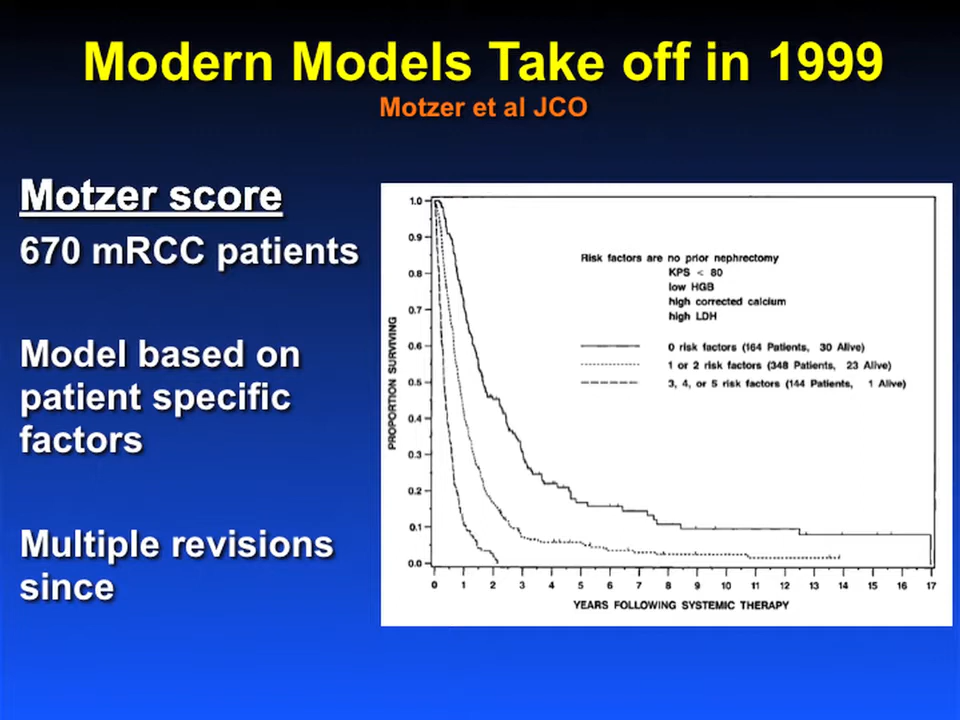 Modern Models Take off in 1999
Motzer et al JCO
Motzer score
670 mRCC patients
Model based on
patient specific
factors
Multiple revisions
since
PROPORTION SURVIVING
1.0
0.9
0.8
0.7
0.6
0.5
0.4
0.3
0.2
0.1
0.0
Risk factors are no prior nephrectomy
KPS < 80
low HGB
high corrected calcium
high LDH
0 risk factors (164 Patients, 30 Alive)
1 or 2 risk factors (348 Patients, 23 Alive)
3, 4, or 5 risk factors (144 Patients, 1 Alive)
0 1 2 3 4 5 6 7 8 9 10 11 12 13 14 15 16 17
YEARS FOLLOWING SYSTEMIC THERAPY